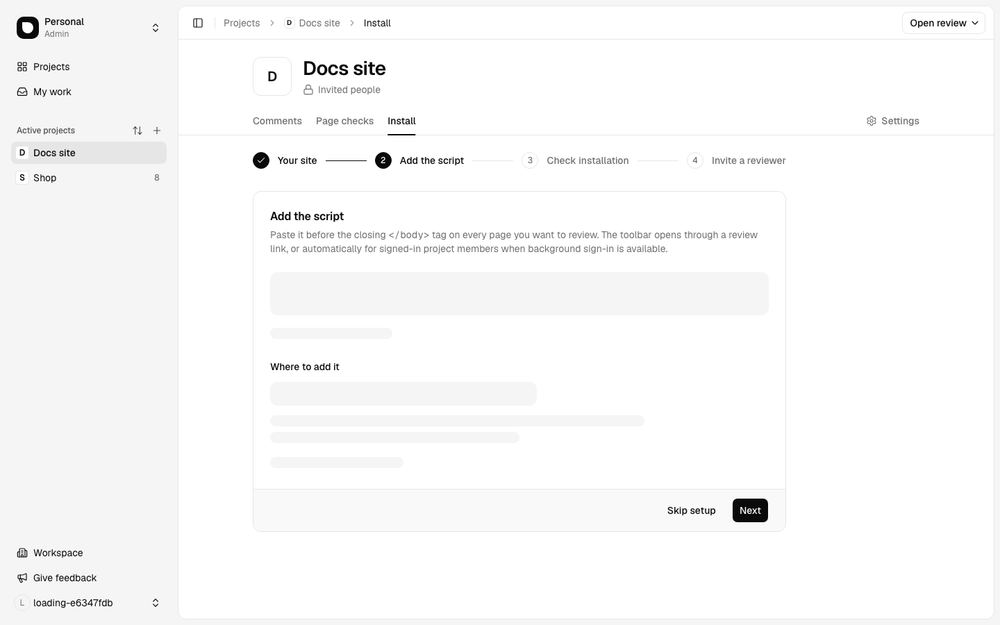 Personal
Admin
Projects
My work
Active projects
D Docs site
S Shop 8
Workspace
Give feedback
L loading-e6347fdb
Projects D Docs site Install
Open review
D
Docs site
Invited people
Comments Page checks Install Settings
Your site 2 Add the script 3 Check installation 4 Invite a reviewer
Add the script
Paste it before the closing </body> tag on every page you want to review. The toolbar opens through a review
link, or automatically for signed-in project members when background sign-in is available.
Where to add it
Skip setup Next